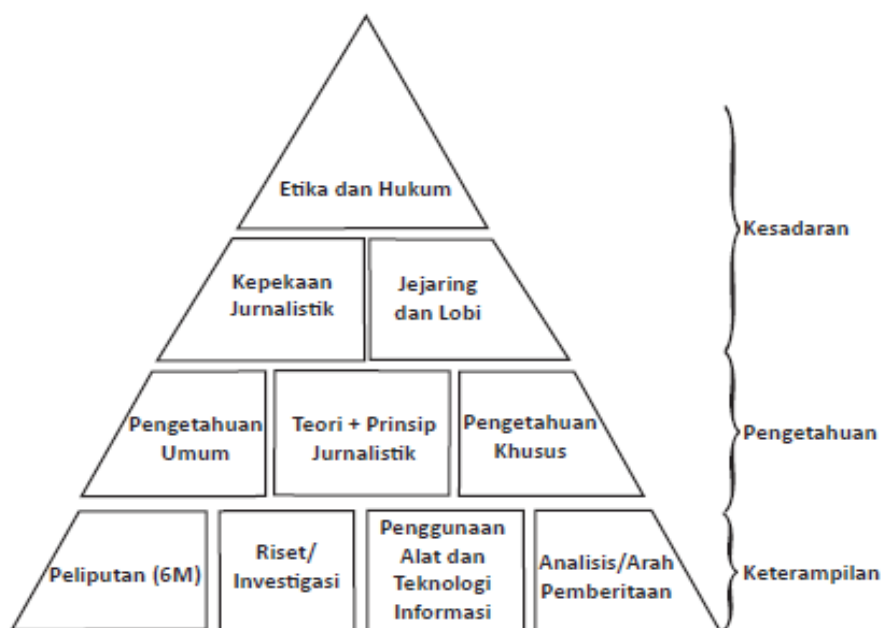 Etika dan Hukum
Kesadaran
Kepekaan
Jurnalistik
Jejaring
dan Lobi
Pengetahuan
Umum
Teori + Prinsip
Jurnalistik
Pengetahuan
Khusus
Pengetahuan
Peliputan (6M)
Riset/
Investigasi
Penggunaan
Alat dan
Teknologi
Informasi
Analisis/Arah
Pemberitaan
Keterampilan